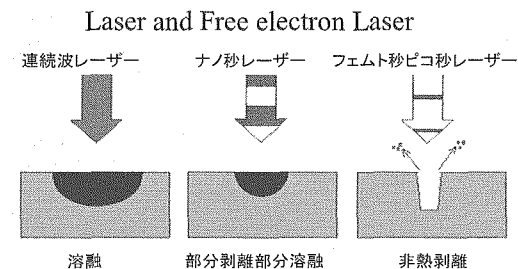 Laser and Free electron Laser
連続波レーザー
ナノ秒レーザー
フェムト秒ピコ秒レーザー
溶融
部分剥離部分溶融
非熱剥離